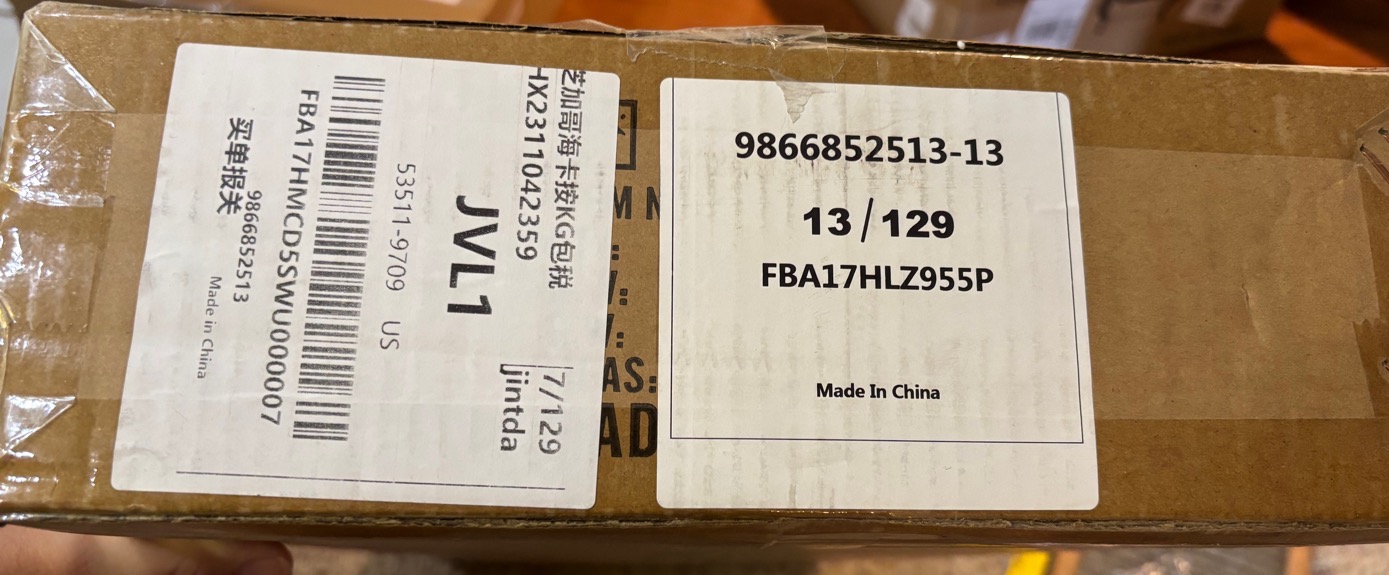 芝加哥海卡按KG包税 7/129
HX2311042359 jintda
JVL1
53511-9709 US
FBA17HMCD5SWU000007
9866852513
买单报关
Made in China
9866852513-13
13/129
FBA17HLZ955P
Made In China